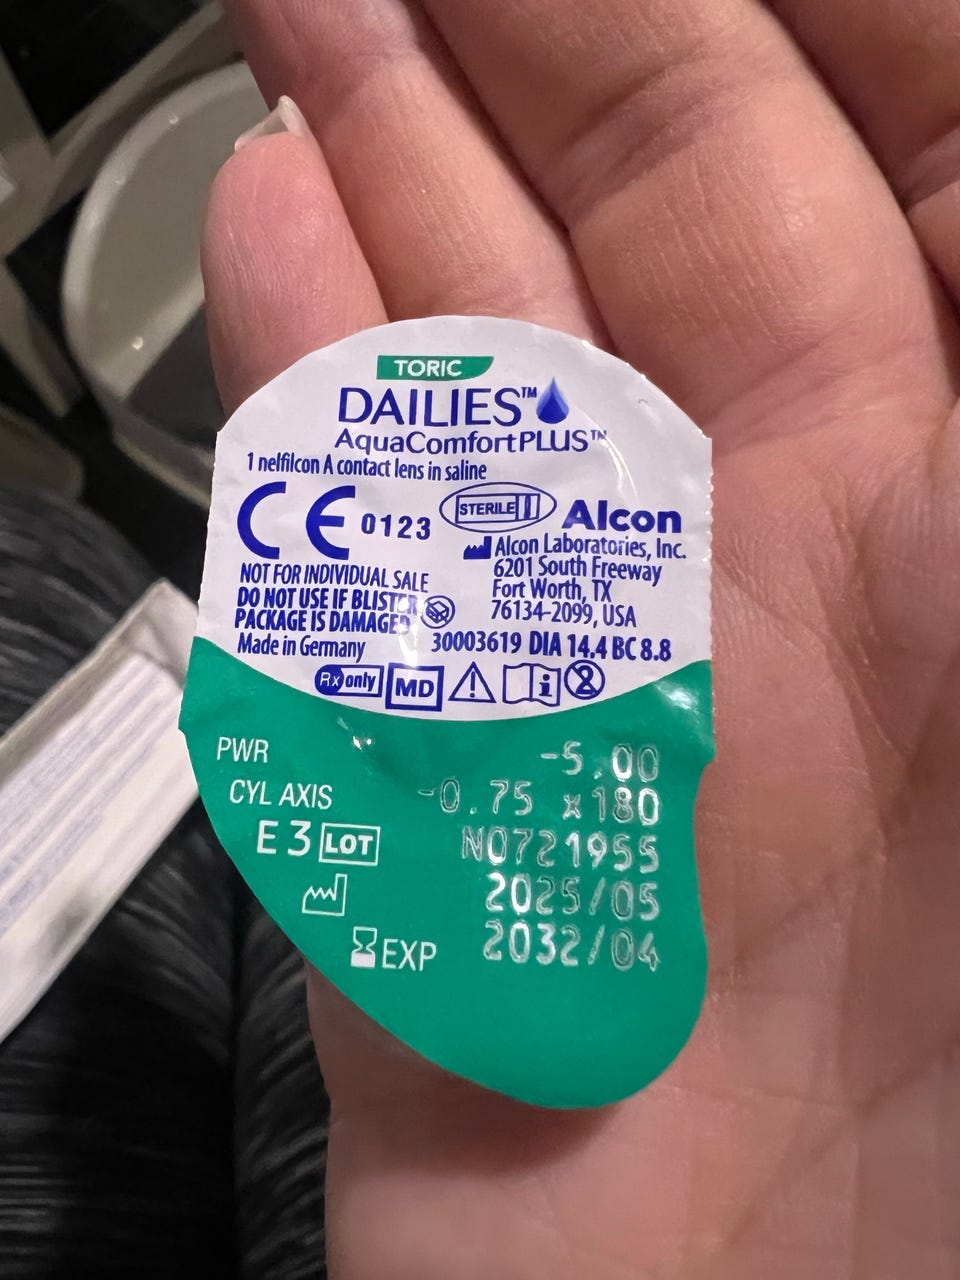 TORIC
DAILIES™
AquaComfortPLUS™
1 nelfilcon A contact lens in saline
CE 0123
STERILE
Alcon
Alcon Laboratories, Inc.
6201 South Freeway
Fort Worth, TX
76134-2099, USA
NOT FOR INDIVIDUAL SALE
DO NOT USE IF BLISTER
PACKAGE IS DAMAGED
Made in Germany
30003619 DIA 14.4 BC 8.8
Rx only
MD
PWR -5.00
CYL AXIS -0.75 x180
E 3 LOT N0721955
2025/05
EXP 2032/04